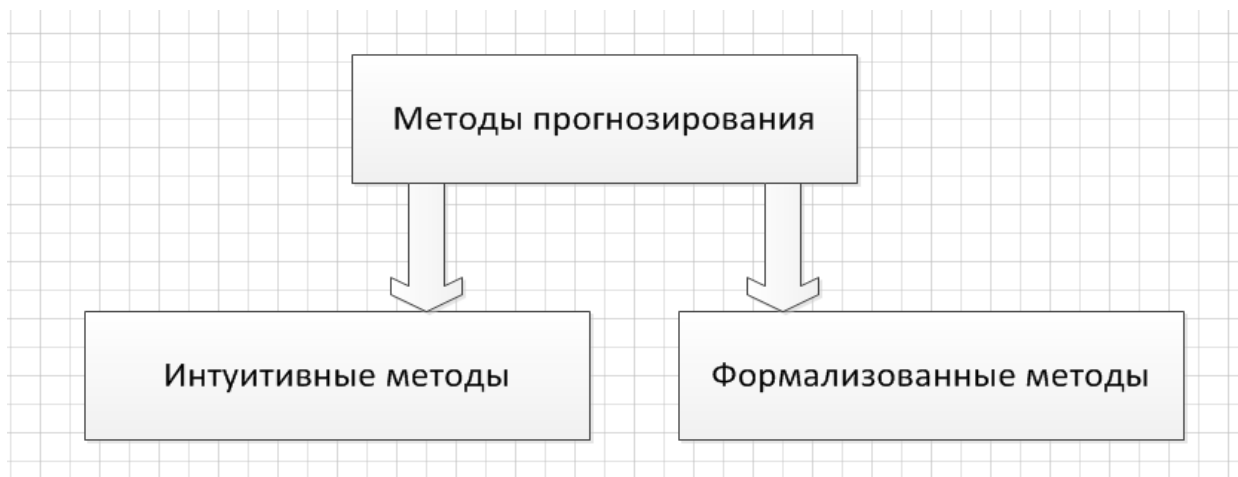 Методы прогнозирования
Интуитивные методы
Формализованные методы